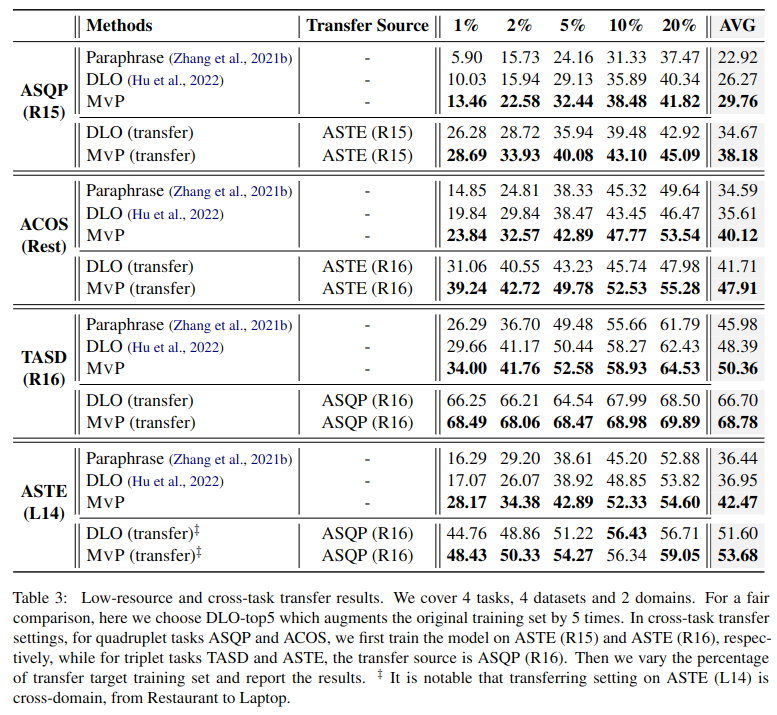 Methods Transfer Source 1% 2% 5% 10% 20% AVG
ASQP (R15)
Paraphrase (Zhang et al., 2021b) - 5.90 15.73 24.16 31.33 37.47 22.92
DLO (Hu et al., 2022) - 10.03 15.94 29.13 35.89 40.34 26.27
MVP - 13.46 22.58 32.44 38.48 41.82 29.76
DLO (transfer) ASTE (R15) 26.28 28.72 35.94 39.48 42.92 34.67
MVP (transfer) ASTE (R15) 28.69 33.93 40.08 43.10 45.09 38.18
ACOS (Rest)
Paraphrase (Zhang et al., 2021b) - 14.85 24.81 38.33 45.32 49.64 34.59
DLO (Hu et al., 2022) - 19.84 29.84 38.47 43.45 46.47 35.61
MVP - 23.84 32.57 42.89 47.77 53.54 40.12
DLO (transfer) ASTE (R16) 31.06 40.55 43.23 45.74 47.98 41.71
MVP (transfer) ASTE (R16) 39.24 42.72 49.78 52.53 55.28 47.91
TASD (R16)
Paraphrase (Zhang et al., 2021b) - 26.29 36.70 49.48 55.66 61.79 45.98
DLO (Hu et al., 2022) - 29.66 41.17 50.44 58.27 62.43 48.39
MVP - 34.00 41.76 52.58 58.93 64.53 50.36
DLO (transfer) ASQP (R16) 66.25 66.21 64.54 67.99 68.50 66.70
MVP (transfer) ASQP (R16) 68.49 68.06 68.47 68.98 69.89 68.78
ASTE (L14)
Paraphrase (Zhang et al., 2021b) - 16.29 29.20 38.61 45.20 52.88 36.44
DLO (Hu et al., 2022) - 17.07 26.07 38.92 48.85 53.82 36.95
MVP - 28.17 34.38 42.89 52.33 54.60 42.47
DLO (transfer)‡ ASQP (R16) 44.76 48.86 51.22 56.43 56.71 51.60
MVP (transfer)‡ ASQP (R16) 48.43 50.33 54.27 56.34 59.05 53.68
Table 3: Low-resource and cross-task transfer results. We cover 4 tasks, 4 datasets and 2 domains. For a fair
comparison, here we choose DLO-top5 which augments the original training set by 5 times. In cross-task transfer
settings, for quadruplet tasks ASQP and ACOS, we first train the model on ASTE (R15) and ASTE (R16), respec-
tively, while for triplet tasks TASD and ASTE, the transfer source is ASQP (R16). Then we vary the percentage
of transfer target training set and report the results. ‡ It is notable that transferring setting on ASTE (L14) is
cross-domain, from Restaurant to Laptop.